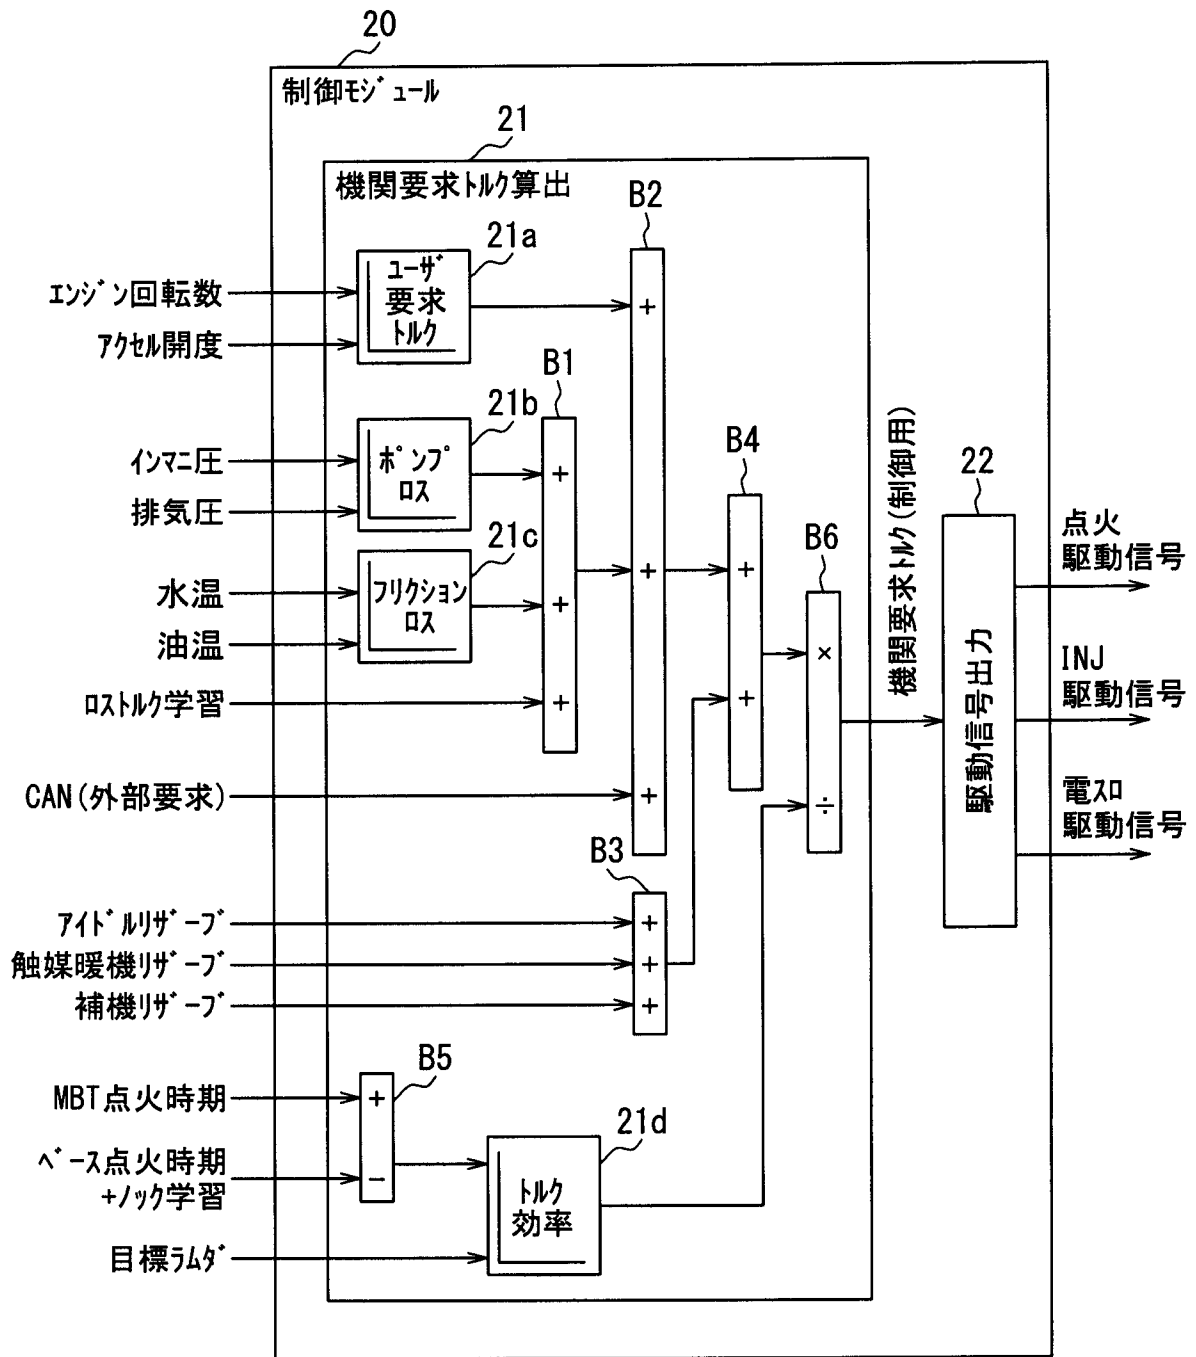 20
制御モジュール
21
機関要求トルク算出
B2
21a
ユーザ
要求
トルク
エンジン回転数
アクセル開度
+
B1
21b
ポンプ
ロス
インマニ圧
排気圧
+
B4
機関要求トルク(制御用)
22
点火
駆動信号
21c
フリクション
ロス
水温
油温
+
+
+
B6
×
駆動信号出力
INJ
駆動信号
ロストルク学習
+
+
÷
電スロ
駆動信号
CAN(外部要求)
+
B3
アイドルリザーブ
+
触媒暖機リザーブ
+
補機リザーブ
+
B5
MBT点火時期
+
ベース点火時期
+ノック学習
−
21d
トルク
効率
目標ラムダ